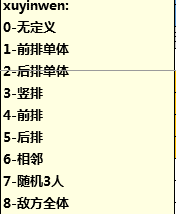 xuyinwen:
0-无定义
1-前排单体
2-后排单体
3-竖排
4-前排
5-后排
6-相邻
7-随机3人
8-敌方全体